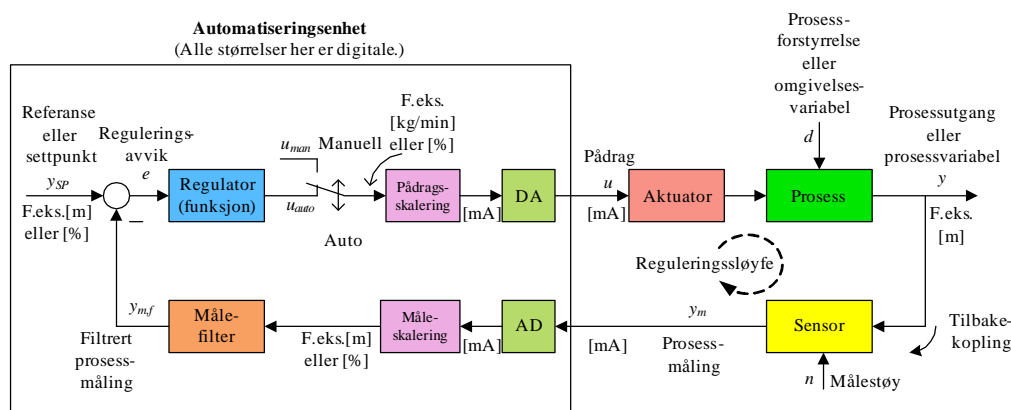 Automatiseringsenhet
(Alle størrelser her er digitale.)
Prosess-
forstyrrelse
eller
omgivelses-
variabel
d
Referanse
eller
settpunkt
y_SP
F.eks.[m]
eller [%]
Regulerings-
avvik
e
–
Regulator
(funksjon)
u_man
Manuell
u_auto
Auto
F.eks.
[kg/min]
eller [%]
Pådrags-
skalering
[mA]
DA
Pådrag
u
[mA]
Aktuator
Prosess
Prosessutgang
eller
prosessvariabel
y
F.eks.
[m]
Reguleringssløyfe
y_m,f
Filtrert
prosess-
måling
Måle-
filter
F.eks.[m]
eller [%]
Måle-
skalering
[mA]
AD
[mA]
y_m
Prosess-
måling
Sensor
Tilbake-
kopling
n
Målestøy